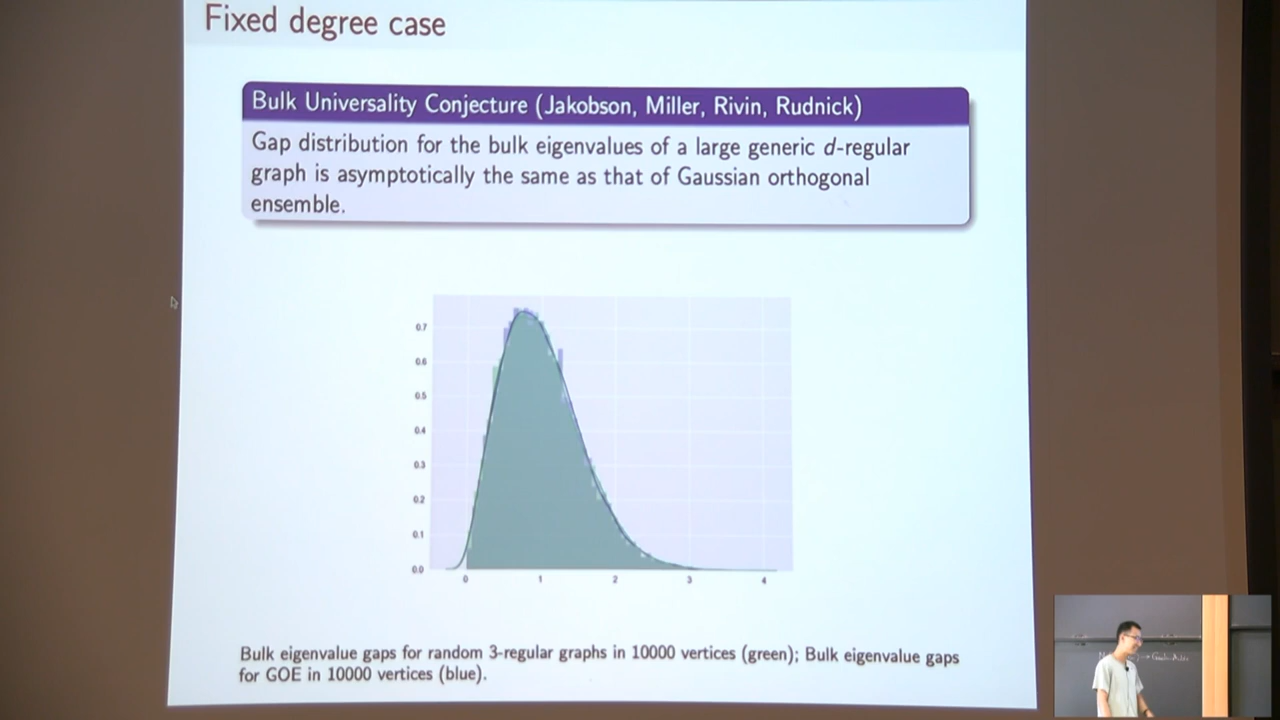 Fixed degree case
Bulk Universality Conjecture (Jakobson, Miller, Rivin, Rudnick)
Gap distribution for the bulk eigenvalues of a large generic d-regular
graph is asymptotically the same as that of Gaussian orthogonal
ensemble.
0.7
0.6
0.5
0.4
0.3
0.2
0.1
0.0
0 1 2 3 4
Bulk eigenvalue gaps for random 3-regular graphs in 10000 vertices (green); Bulk eigenvalue gaps
for GOE in 10000 vertices (blue).